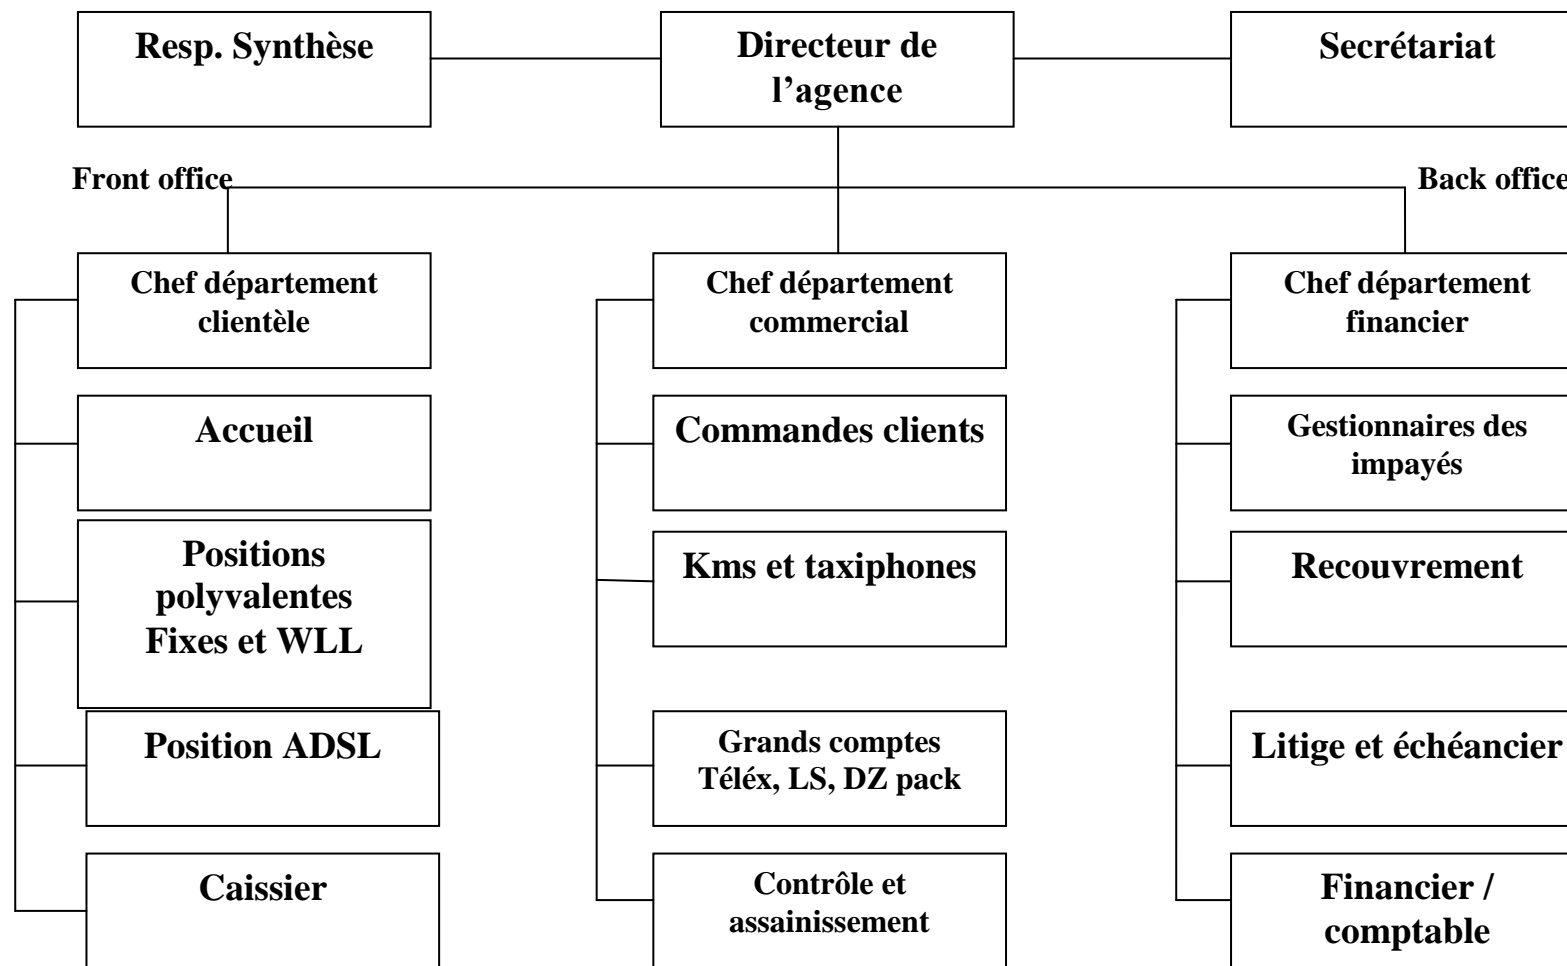 Resp. Synthèse
Directeur de
l’agence
Secrétariat
Front office
Back office
Chef département
clientèle
Chef département
commercial
Chef département
financier
Accueil
Commandes clients
Gestionnaires des
impayés
Positions
polyvalentes
Fixes et WLL
Kms et taxiphones
Recouvrement
Position ADSL
Grands comptes
Téléx, LS, DZ pack
Litige et échéancier
Caissier
Contrôle et
assainissement
Financier /
comptable